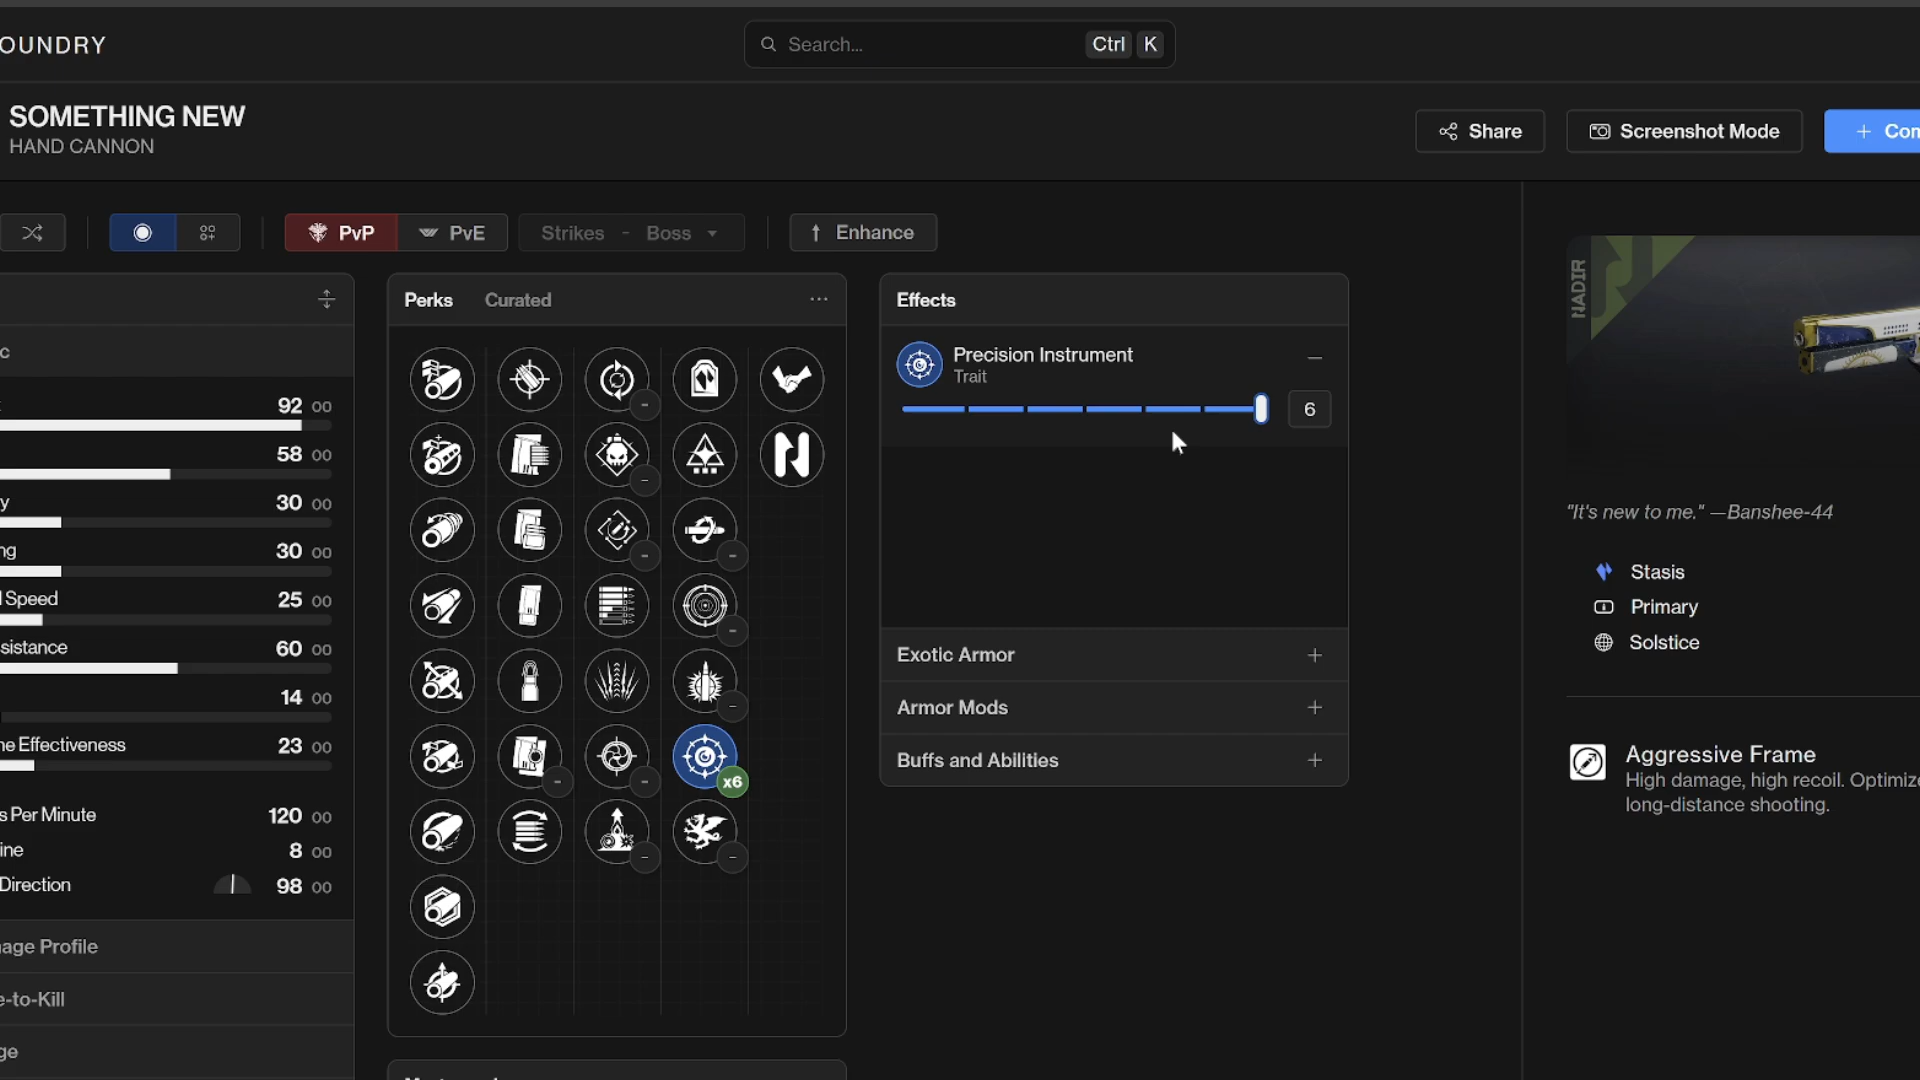 OUNDRY
Search...
Ctrl K
SOMETHING NEW
HAND CANNON
Share
Screenshot Mode
+ Com
PvP
PvE
Strikes - Boss
Enhance
c
92
58
y 30
ng 30
l Speed 25
sistance 60
14
ne Effectiveness 23
s Per Minute 120
ine 8
Direction 98
nage Profile
e-to-Kill
ge
Perks
Curated
x6
Effects
Precision Instrument
Trait
6
Exotic Armor
Armor Mods
Buffs and Abilities
NADIR
"It's new to me." —Banshee-44
Stasis
Primary
Solstice
Aggressive Frame
High damage, high recoil. Optimize
long-distance shooting.